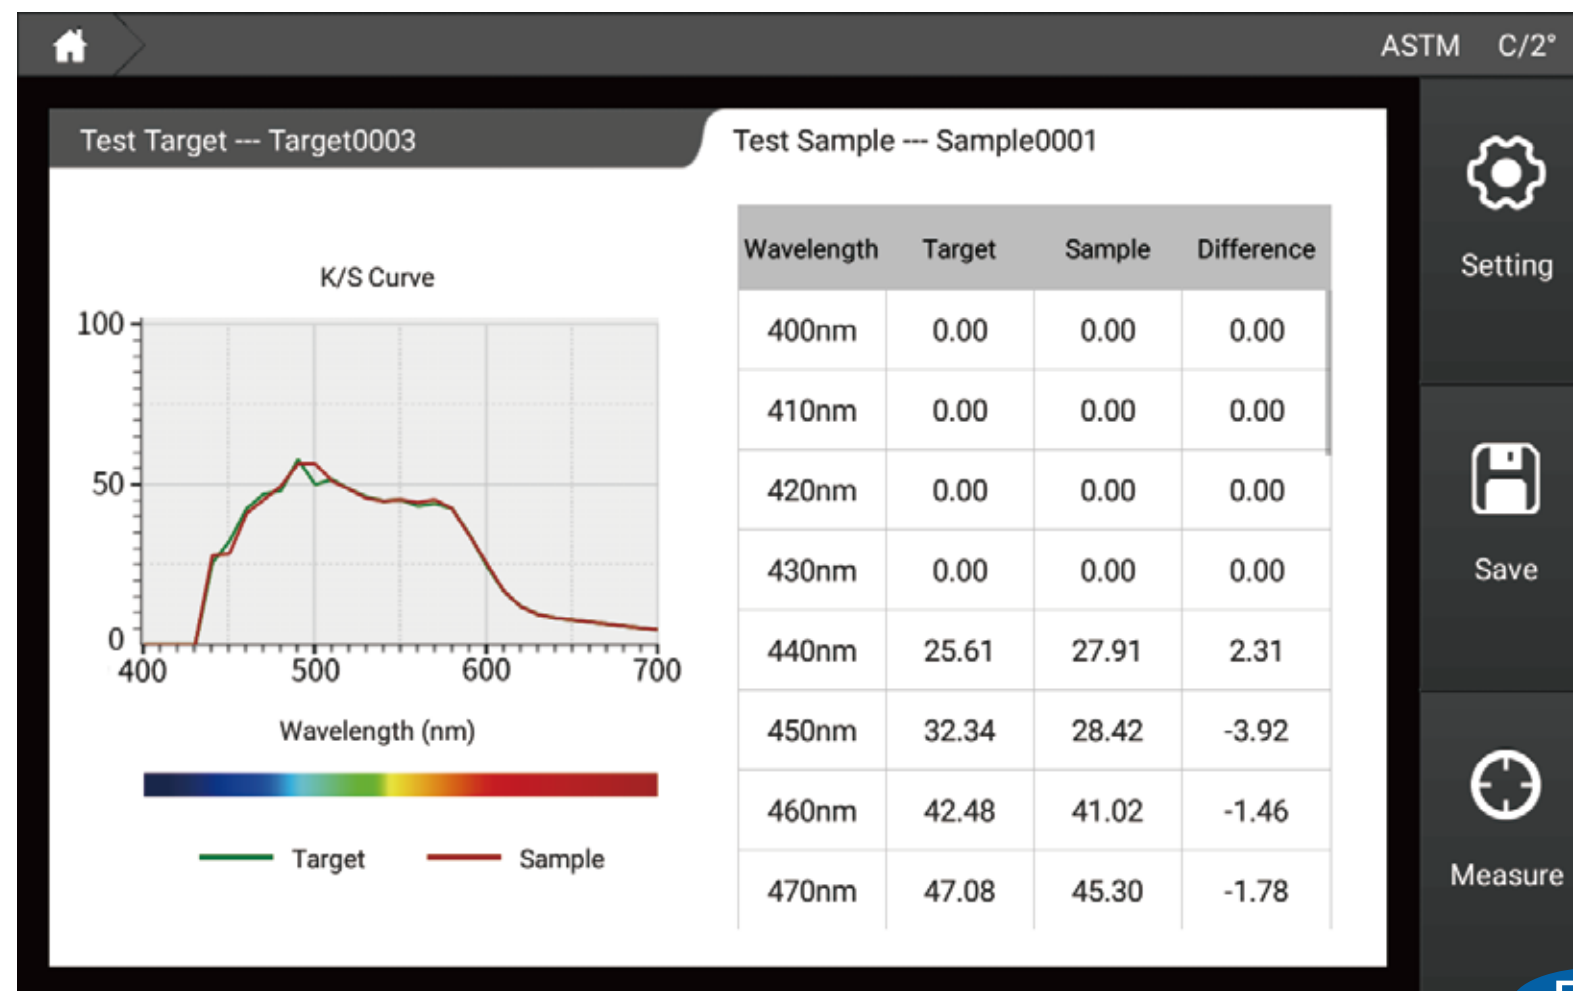 ASTM C/2°
Test Target --- Target0003
Test Sample --- Sample0001
K/S Curve
100
50
0
400 500 600 700
Wavelength (nm)
Target Sample
Wavelength Target Sample Difference
400nm 0.00 0.00 0.00
410nm 0.00 0.00 0.00
420nm 0.00 0.00 0.00
430nm 0.00 0.00 0.00
440nm 25.61 27.91 2.31
450nm 32.34 28.42 -3.92
460nm 42.48 41.02 -1.46
470nm 47.08 45.30 -1.78
Setting
Save
Measure